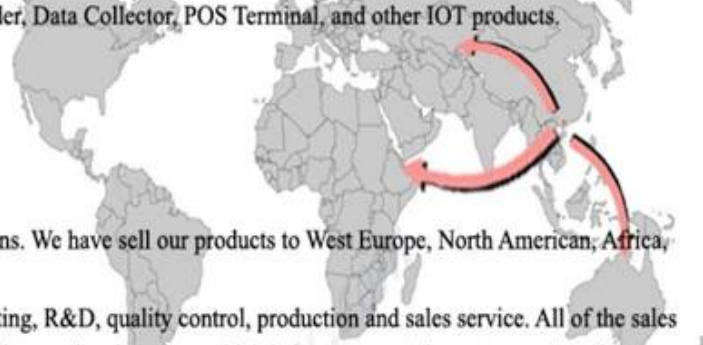 ler, Data Collector, POS Terminal, and other IOT products.
ns. We have sell our products to West Europe, North American, Africa,
ting, R&D, quality control, production and sales service. All of the sales